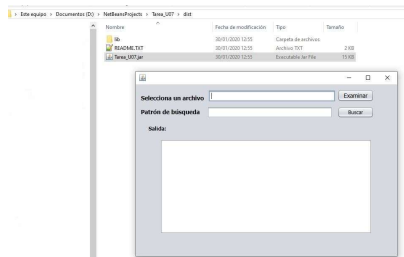 Este equipo > Documentos (D:) > NetBeansProjects > Tarea_U07 > dist
Nombre Fecha de modificación Tipo Tamaño
lib 30/01/2020 12:55 Carpeta de archivos
README.TXT 30/01/2020 12:55 Archivo TXT 2 KB
Tarea_U07.jar 30/01/2020 12:55 Executable Jar File 15 KB
Selecciona un archivo Examinar
Patrón de búsqueda Buscar
Salida: